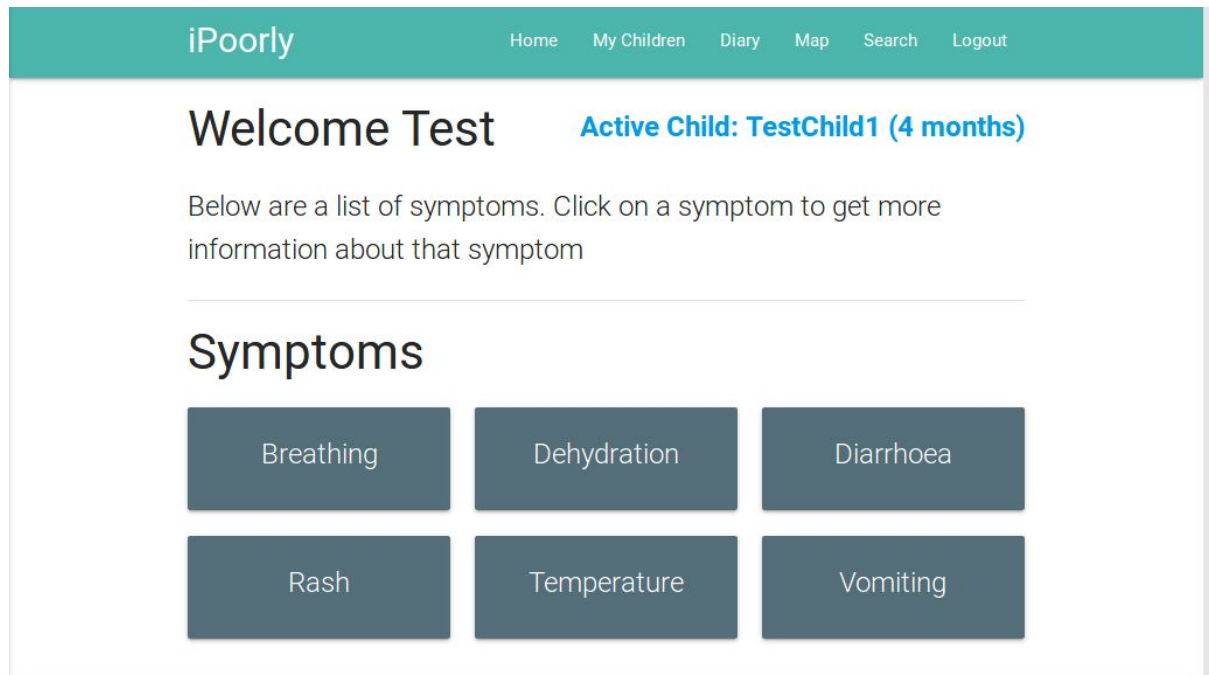 iPoorly Home My Children Diary Map Search Logout
Welcome Test Active Child: TestChild1 (4 months)
Below are a list of symptoms. Click on a symptom to get more
information about that symptom
Symptoms
Breathing Dehydration Diarrhoea
Rash Temperature Vomiting